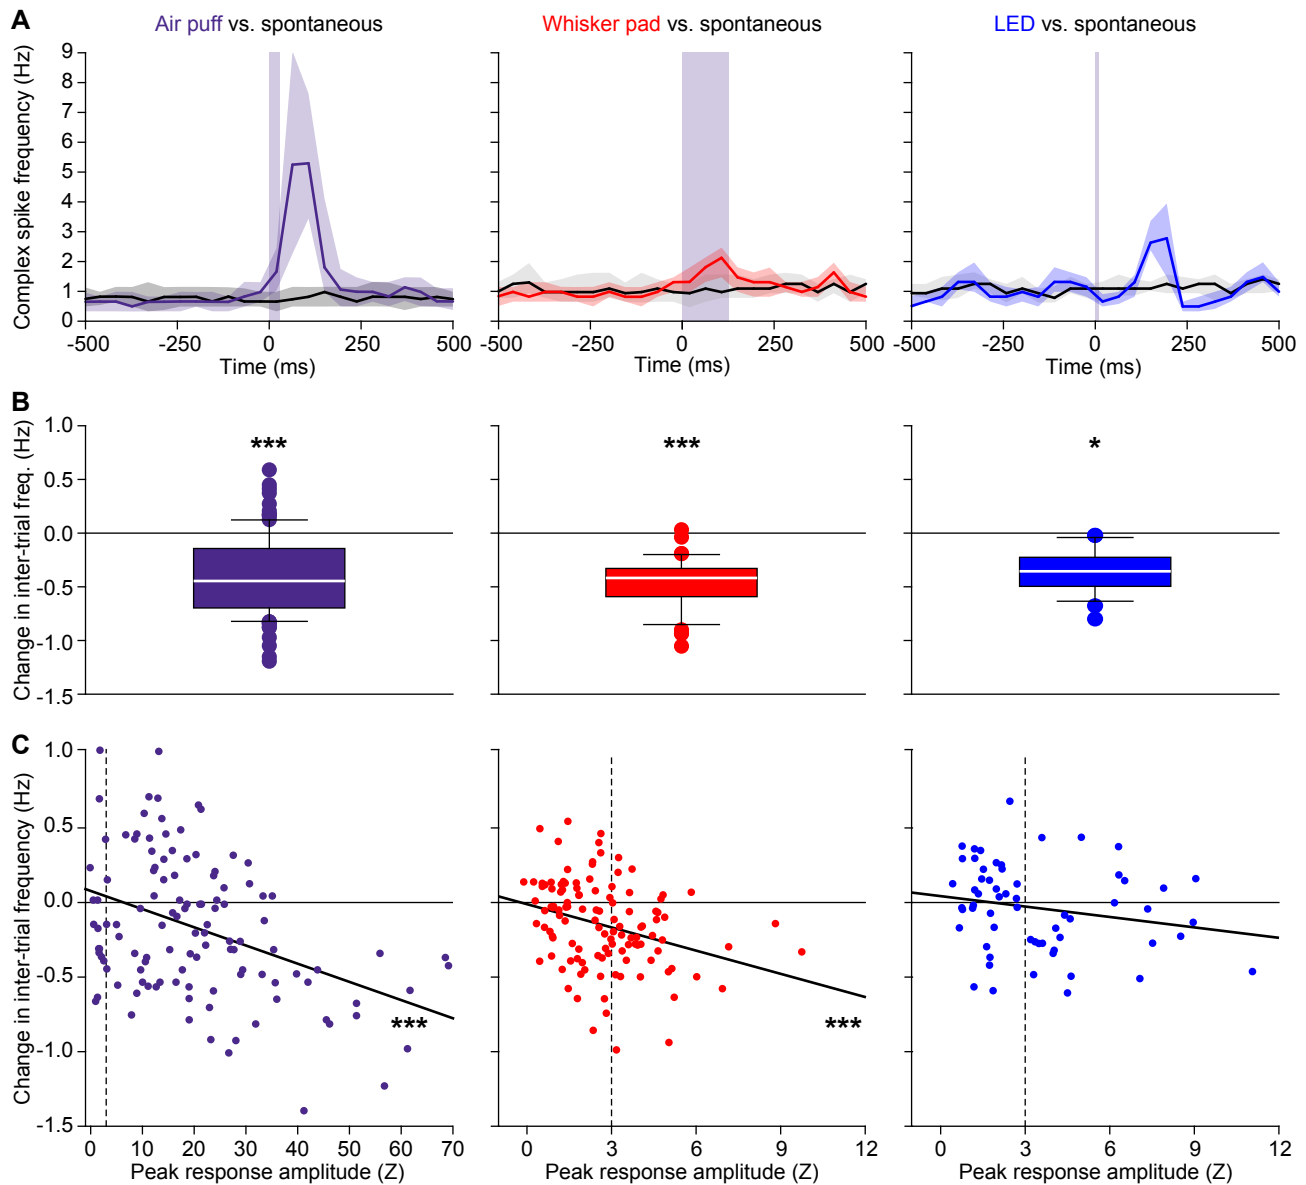 A
Air puff vs. spontaneous
Whisker pad vs. spontaneous
LED vs. spontaneous
Complex spike frequency (Hz)
9
8
7
6
5
4
3
2
1
0
-500 -250 0 250 500
-500 -250 0 250 500
-500 -250 0 250 500
Time (ms)
Time (ms)
Time (ms)
B
Change in inter-trial freq. (Hz)
1.0
0.5
0.0
-0.5
-1.0
-1.5
***
***
*
C
Change in inter-trial frequency (Hz)
1.0
0.5
0.0
-0.5
-1.0
-1.5
***
***
0 10 20 30 40 50 60 70
0 3 6 9 12
0 3 6 9 12
Peak response amplitude (Z)
Peak response amplitude (Z)
Peak response amplitude (Z)